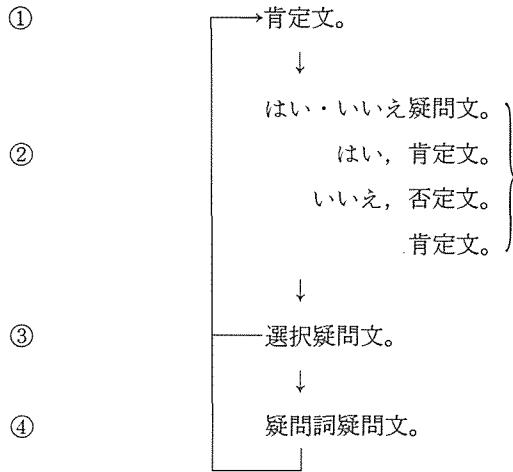 ① 肯定文。
↓
はい・いいえ疑問文。
② はい，肯定文。
いいえ，否定文。
肯定文。
↓
③ 選択疑問文。
↓
④ 疑問詞疑問文。